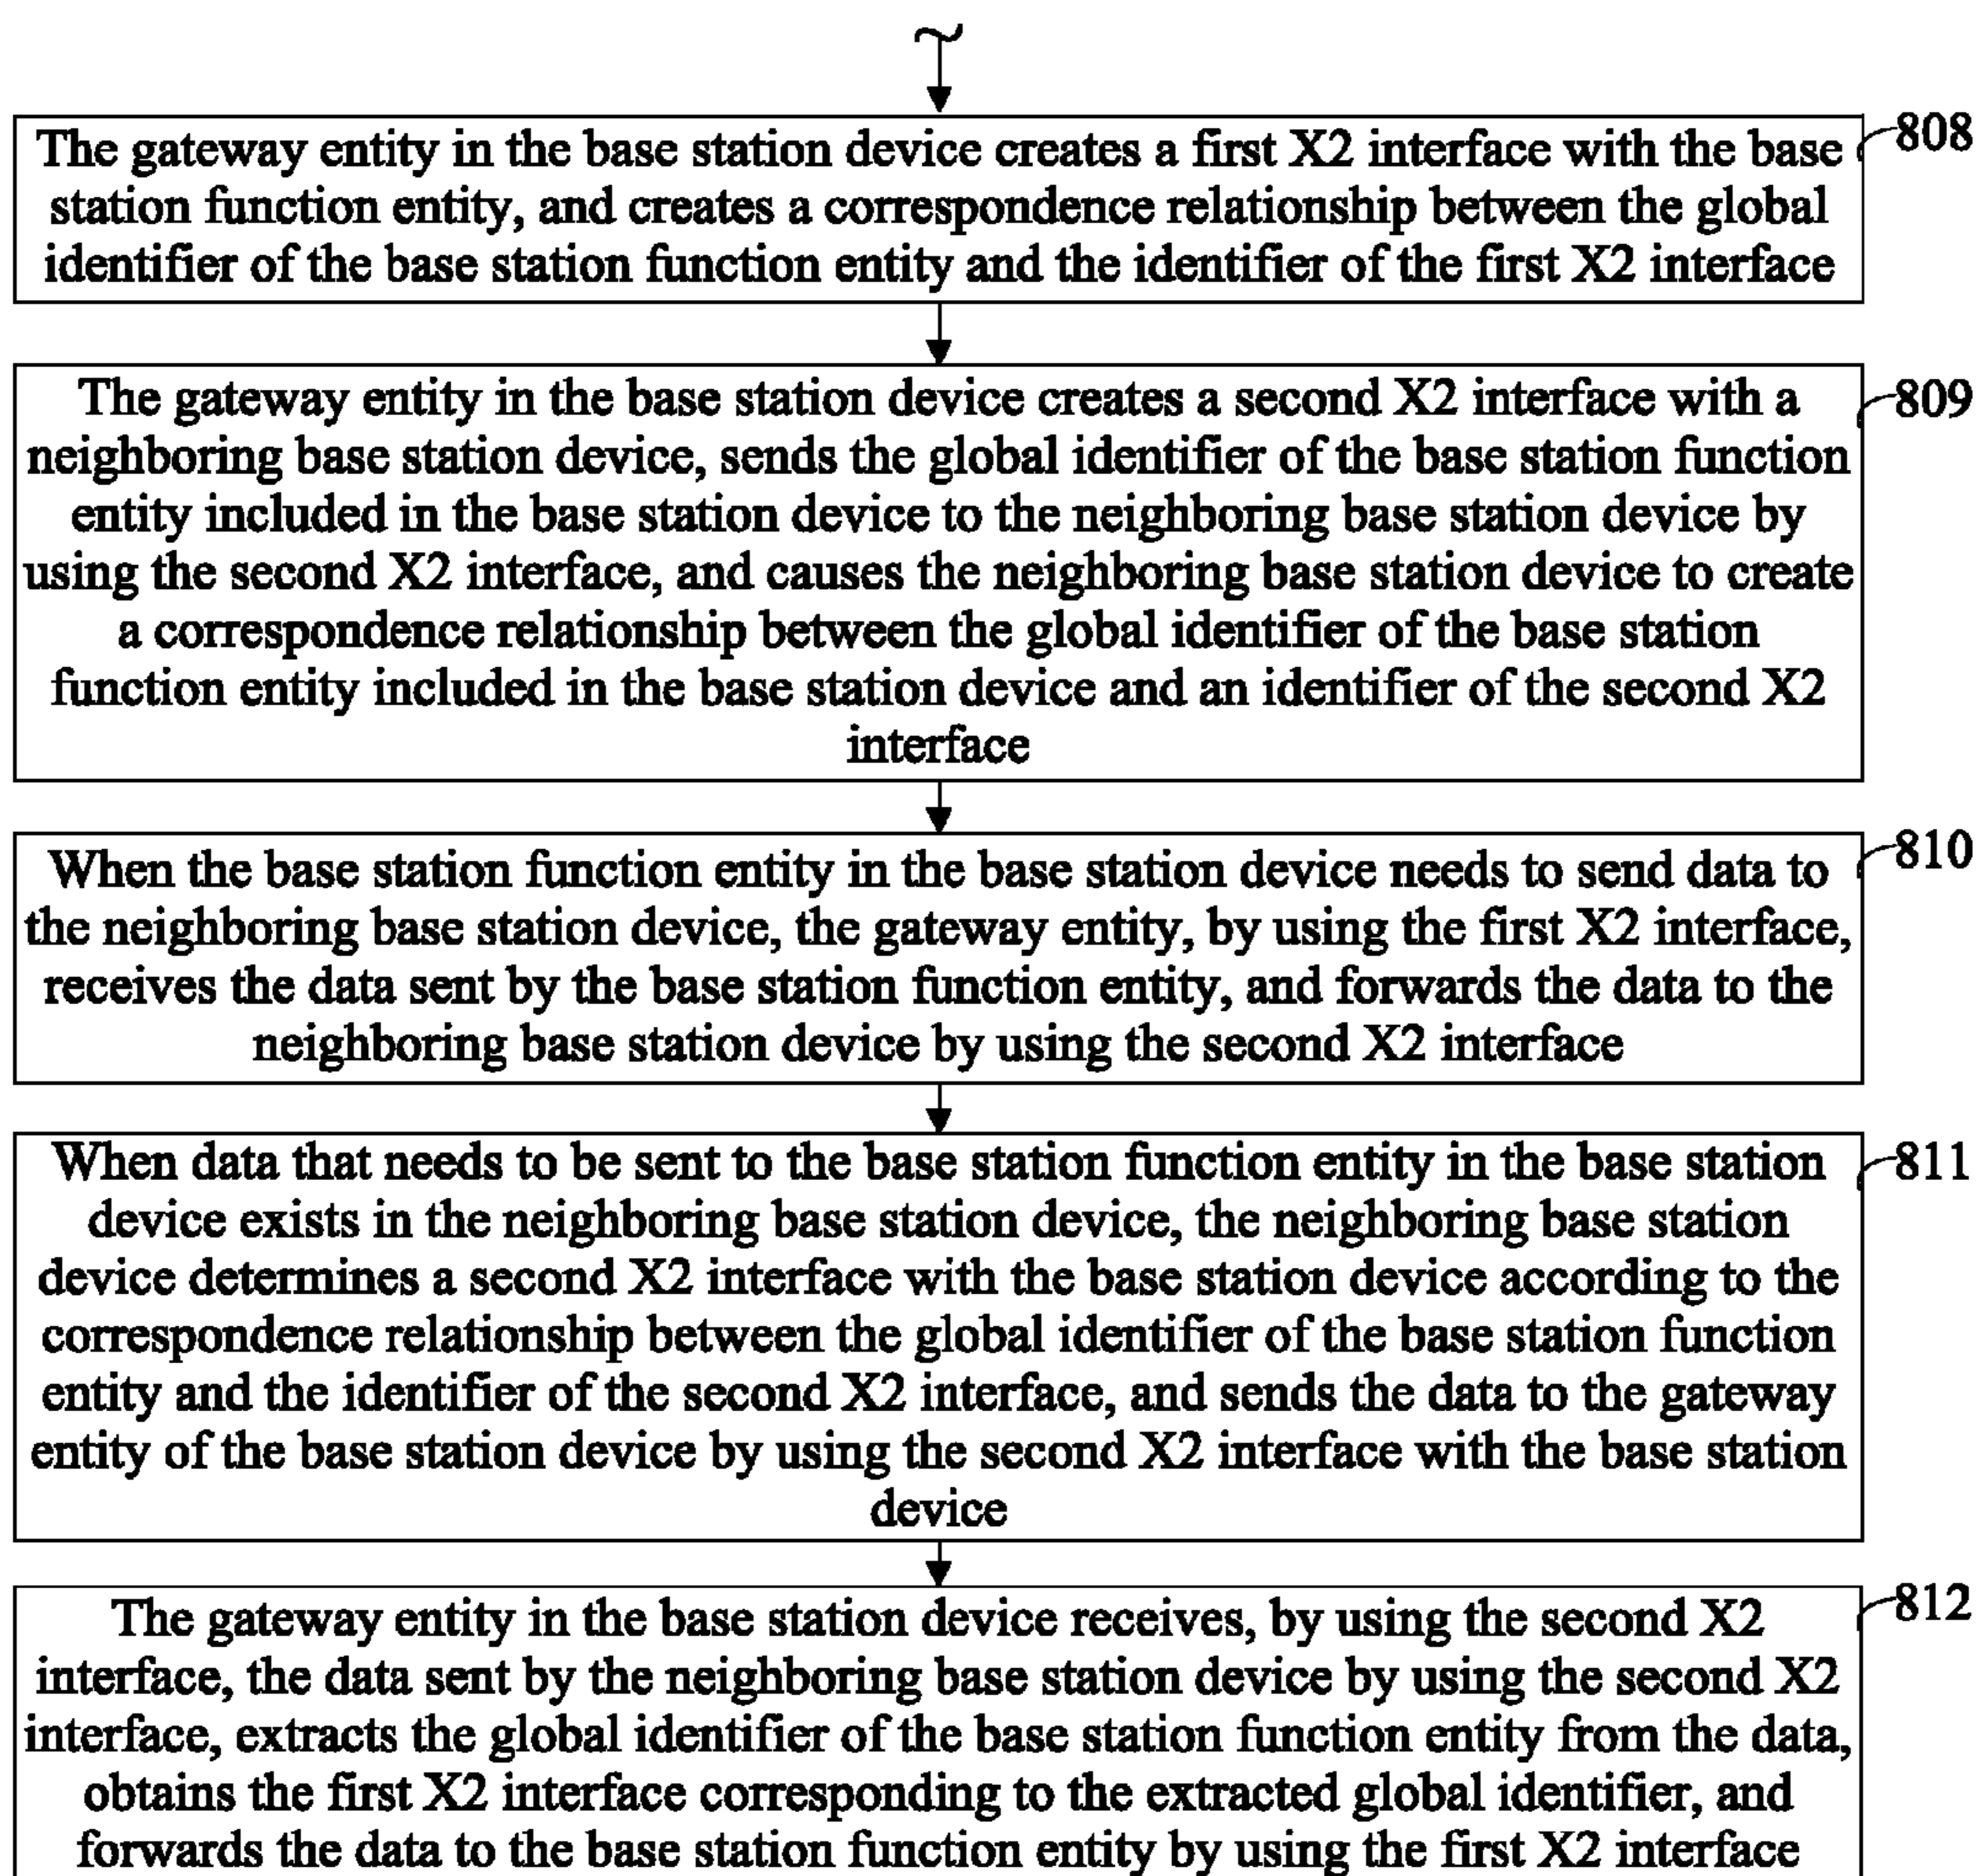 The gateway entity in the base station device creates a first X2 interface with the base
station function entity, and creates a correspondence relationship between the global
identifier of the base station function entity and the identifier of the first X2 interface
808
The gateway entity in the base station device creates a second X2 interface with a
neighboring base station device, sends the global identifier of the base station function
entity included in the base station device to the neighboring base station device by
using the second X2 interface, and causes the neighboring base station device to create
a correspondence relationship between the global identifier of the base station
function entity included in the base station device and an identifier of the second X2
interface
809
When the base station function entity in the base station device needs to send data to
the neighboring base station device, the gateway entity, by using the first X2 interface,
receives the data sent by the base station function entity, and forwards the data to the
neighboring base station device by using the second X2 interface
810
When data that needs to be sent to the base station function entity in the base station
device exists in the neighboring base station device, the neighboring base station
device determines a second X2 interface with the base station device according to the
correspondence relationship between the global identifier of the base station function
entity and the identifier of the second X2 interface, and sends the data to the gateway
entity of the base station device by using the second X2 interface with the base station
device
811
The gateway entity in the base station device receives, by using the second X2
interface, the data sent by the neighboring base station device by using the second X2
interface, extracts the global identifier of the base station function entity from the data,
obtains the first X2 interface corresponding to the extracted global identifier, and
forwards the data to the base station function entity by using the first X2 interface
812